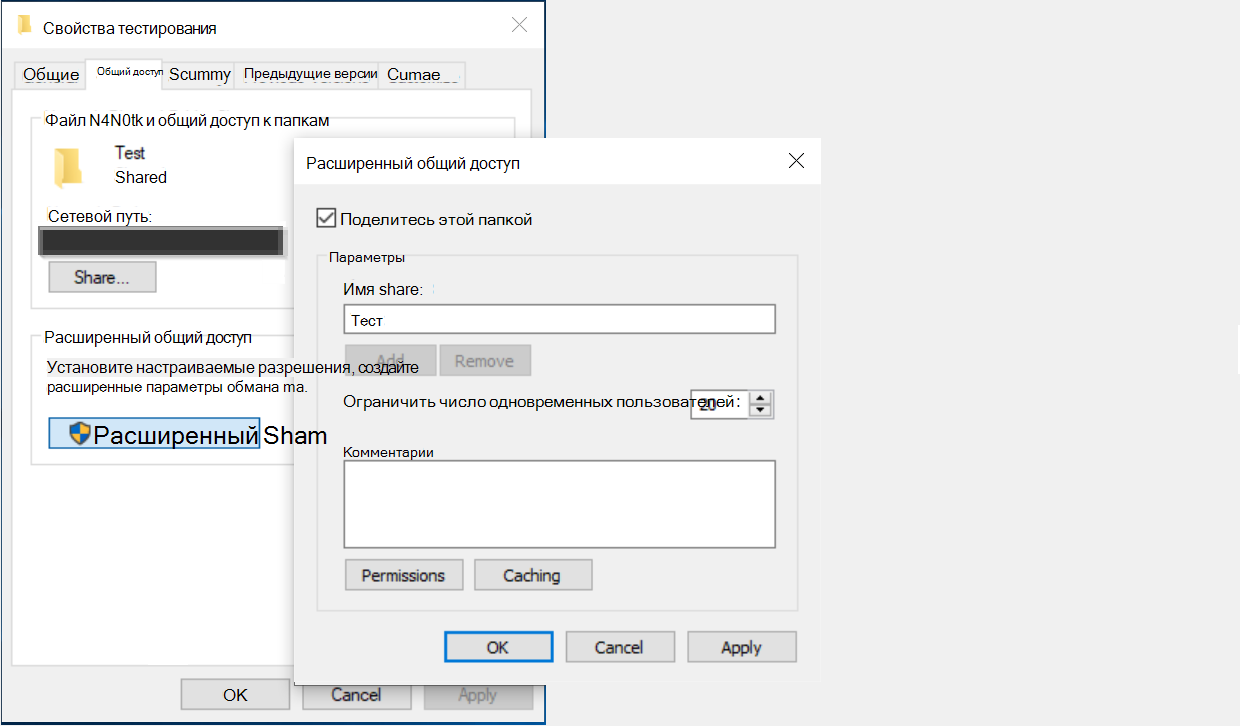 Свойства тестирования
Общие
Общий доступ
Scummy
Предыдущие версии
Cumae
Файл N4N0tk и общий доступ к папкам
Test
Shared
Сетевой путь:
Share...
Расширенный общий доступ
Установите настраиваемые разрешения, создайте
расширенные параметры обмана ma.
Расширенный Sham
OK
Cancel
Apply
Расширенный общий доступ
Поделитесь этой папкой
Параметры
Имя share:
Тест
Add
Remove
Ограничить число одновременных пользователей:
20
Комментарии
Permissions
Caching
OK
Cancel
Apply